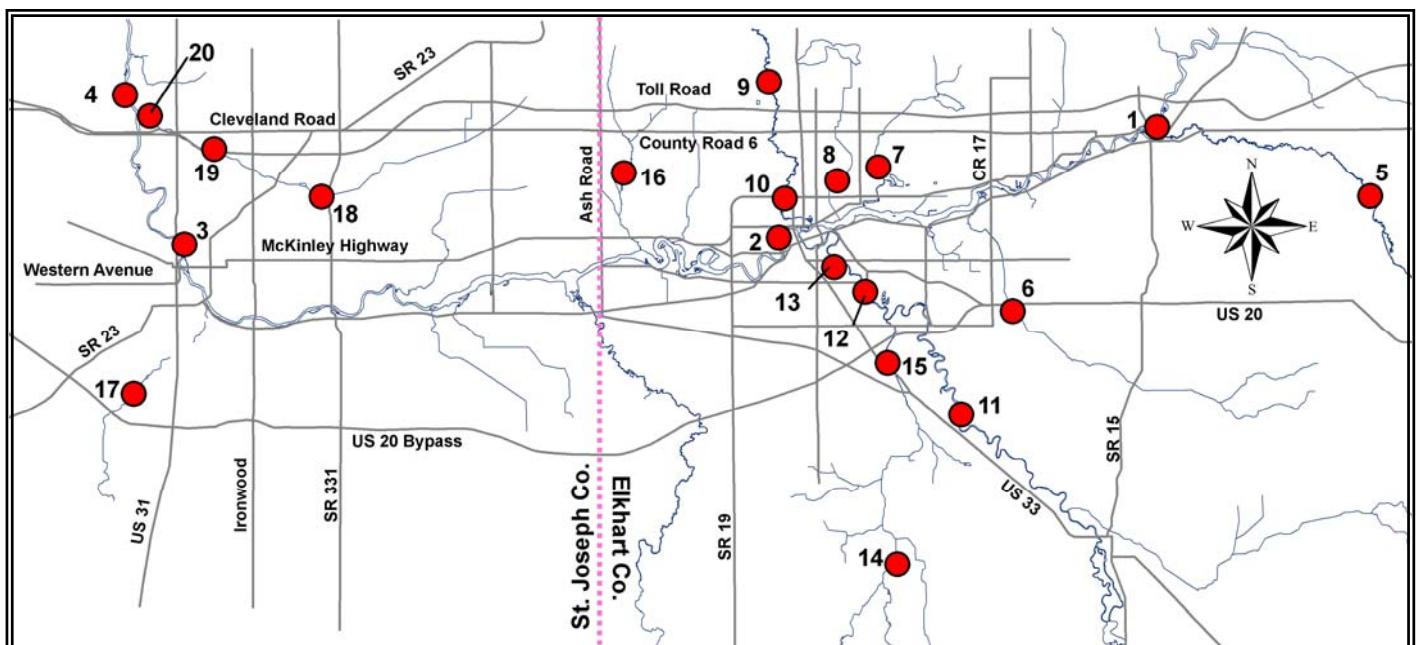 20
4
SR 23
9
Toll Road
Cleveland Road
1
County Road 6
19
8
7
CR 17
16
5
Ash Road
10
18
N
W
E
S
3
2
McKinley Highway
Western Avenue
13
6
12
US 20
SR 23
15
17
11
US 20 Bypass
SR 15
US 31
Ironwood
SR 331
St. Joseph Co.
Elkhart Co.
SR 19
US 33
14